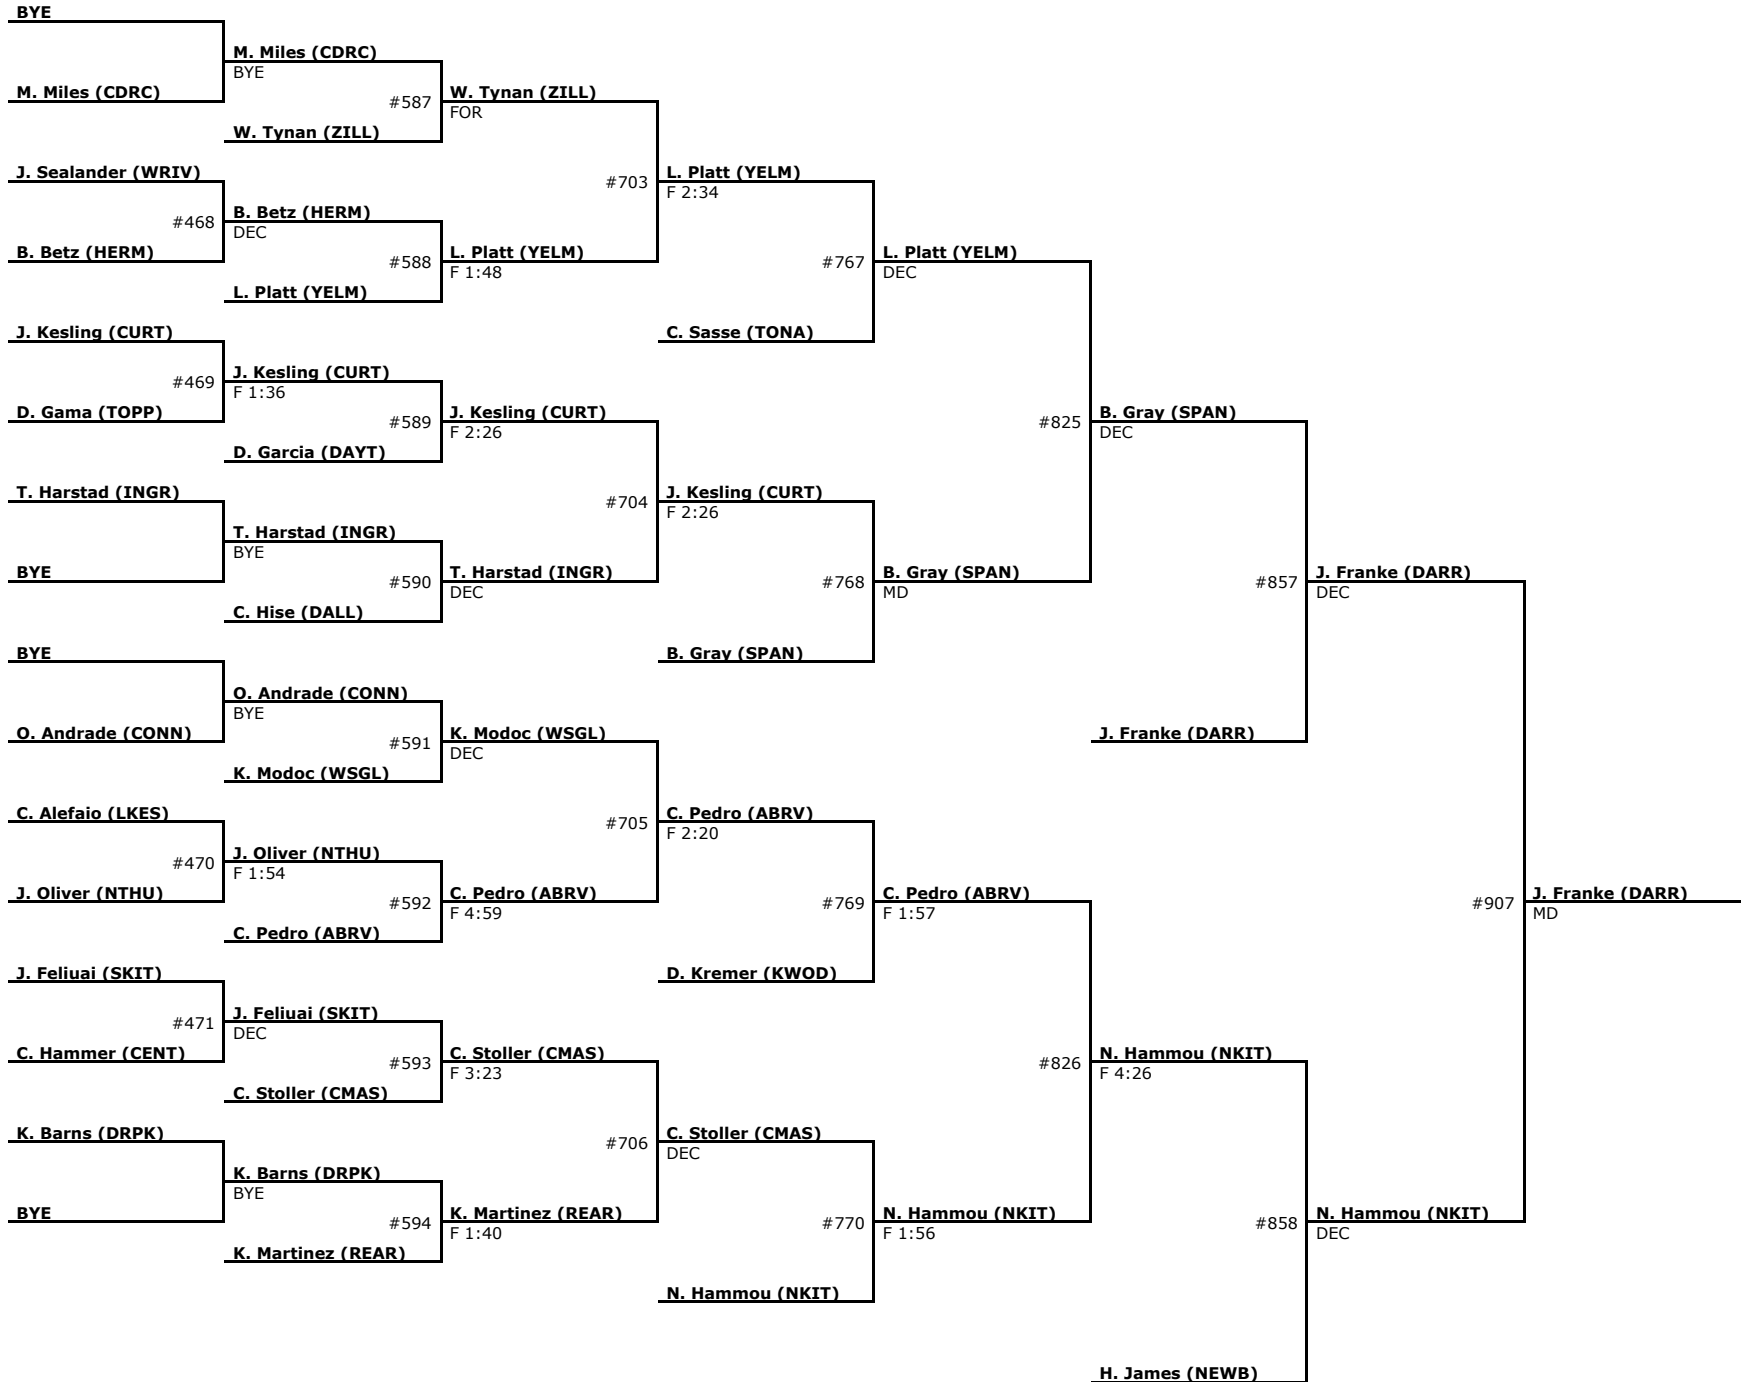 BYE
M. Miles (CDRC)
BYE
M. Miles (CDRC)
#587
W. Tynan (ZILL)
FOR
W. Tynan (ZILL)
J. Sealander (WRIV)
#703
L. Platt (YELM)
F 2:34
#468
B. Betz (HERM)
DEC
B. Betz (HERM)
#588
L. Platt (YELM)
F 1:48
#767
L. Platt (YELM)
DEC
L. Platt (YELM)
J. Kesling (CURT)
C. Sasse (TONA)
#469
J. Kesling (CURT)
F 1:36
D. Gama (TOPP)
#589
J. Kesling (CURT)
F 2:26
#825
B. Gray (SPAN)
DEC
D. Garcia (DAYT)
T. Harstad (INGR)
#704
J. Kesling (CURT)
F 2:26
T. Harstad (INGR)
BYE
BYE
#590
T. Harstad (INGR)
DEC
#768
B. Gray (SPAN)
MD
#857
J. Franke (DARR)
DEC
C. Hise (DALL)
BYE
B. Gray (SPAN)
O. Andrade (CONN)
BYE
O. Andrade (CONN)
#591
K. Modoc (WSGL)
DEC
J. Franke (DARR)
K. Modoc (WSGL)
C. Alefaio (LKES)
#705
C. Pedro (ABRV)
F 2:20
#470
J. Oliver (NTHU)
F 1:54
J. Oliver (NTHU)
#592
C. Pedro (ABRV)
F 4:59
#769
C. Pedro (ABRV)
F 1:57
#907
J. Franke (DARR)
MD
C. Pedro (ABRV)
J. Feliuai (SKIT)
D. Kremer (KWOD)
#471
J. Feliuai (SKIT)
DEC
C. Hammer (CENT)
#593
C. Stoller (CMAS)
F 3:23
#826
N. Hammou (NKIT)
F 4:26
C. Stoller (CMAS)
K. Barns (DRPK)
#706
C. Stoller (CMAS)
DEC
K. Barns (DRPK)
BYE
BYE
#594
K. Martinez (REAR)
F 1:40
#770
N. Hammou (NKIT)
F 1:56
#858
N. Hammou (NKIT)
DEC
K. Martinez (REAR)
N. Hammou (NKIT)
H. James (NEWB)